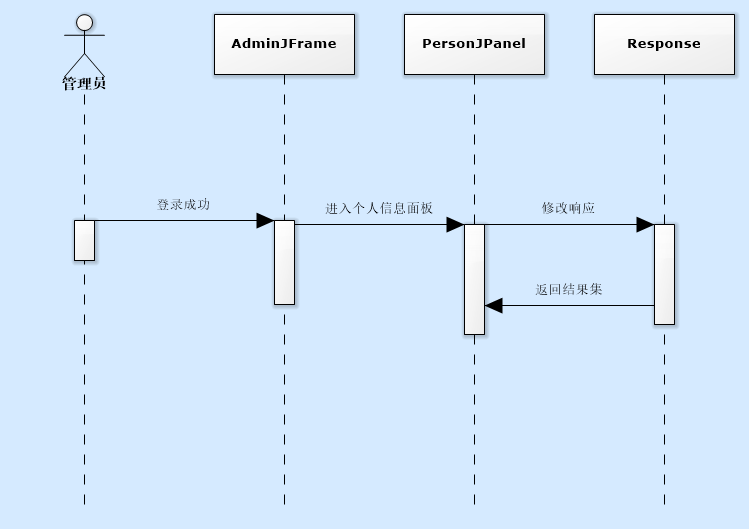 管理员
AdminJFrame
PersonJPanel
Response
登录成功
进入个人信息面板
修改响应
返回结果集